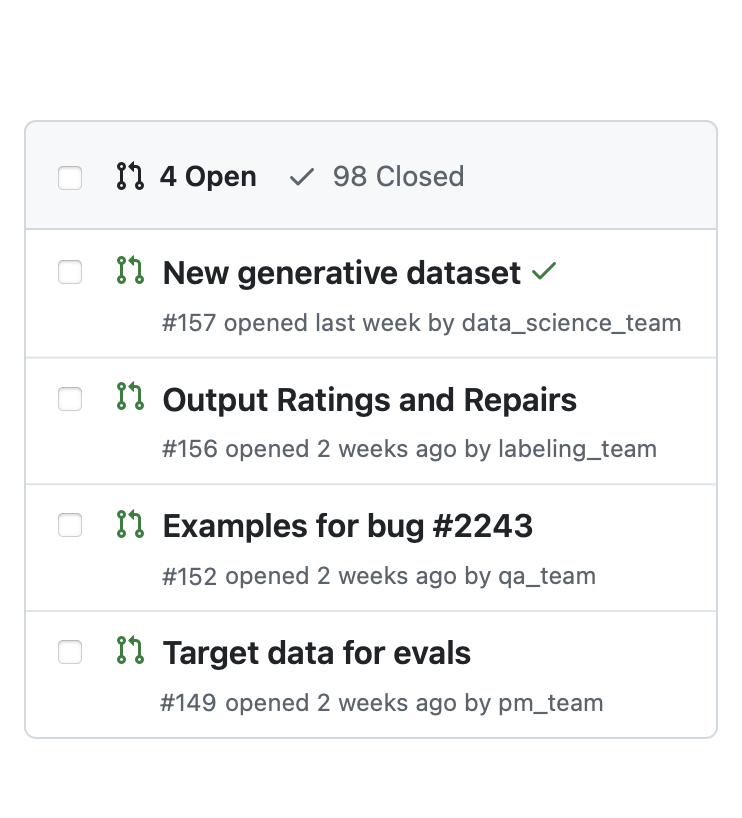 4 Open 98 Closed
New generative dataset
#157 opened last week by data_science_team
Output Ratings and Repairs
#156 opened 2 weeks ago by labeling_team
Examples for bug #2243
#152 opened 2 weeks ago by qa_team
Target data for evals
#149 opened 2 weeks ago by pm_team